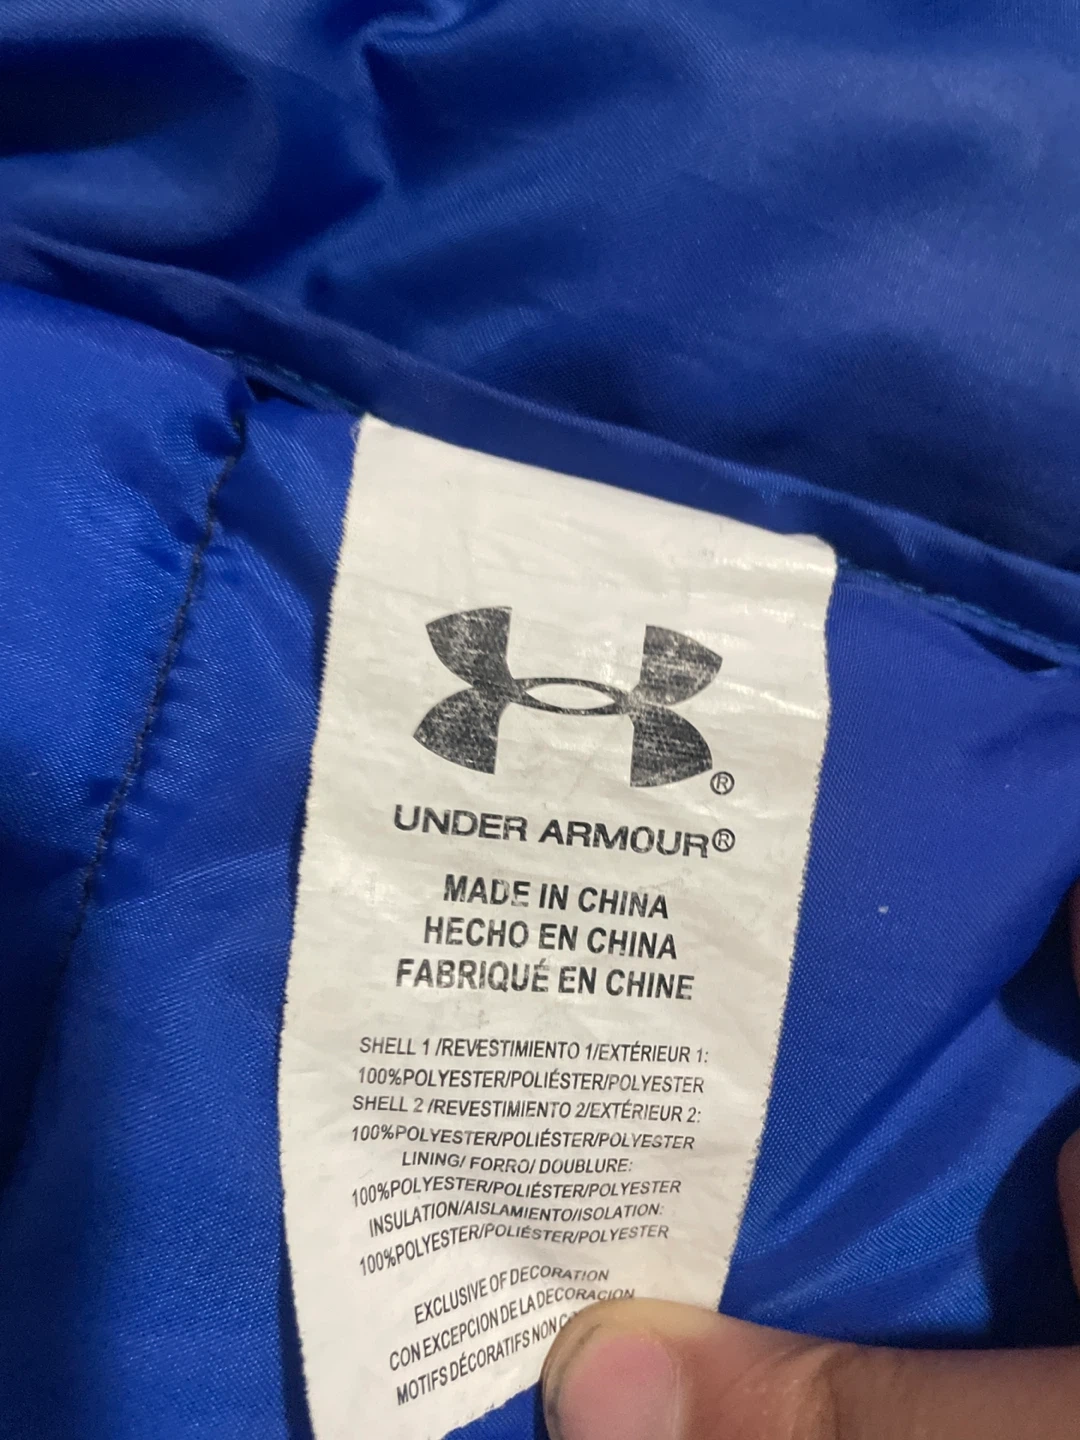 ®
UNDER ARMOUR®
MADE IN CHINA
HECHO EN CHINA
FABRIQUÉ EN CHINE
SHELL 1 /REVESTIMIENTO 1/EXTÉRIEUR 1:
100%POLYESTER/POLIÉSTER/POLYESTER
SHELL 2 /REVESTIMIENTO 2/EXTÉRIEUR 2:
100%POLYESTER/POLIÉSTER/POLYESTER
LINING/ FORRO/ DOUBLURE:
100%POLYESTER/POLIÉSTER/POLYESTER
INSULATION/AISLAMIENTO/ISOLATION:
100%POLYESTER/POLIÉSTER/POLYESTER
EXCLUSIVE OF DECORATION
CON EXCEPCION DE LA DECORACION
MOTIFS DÉCORATIFS NON